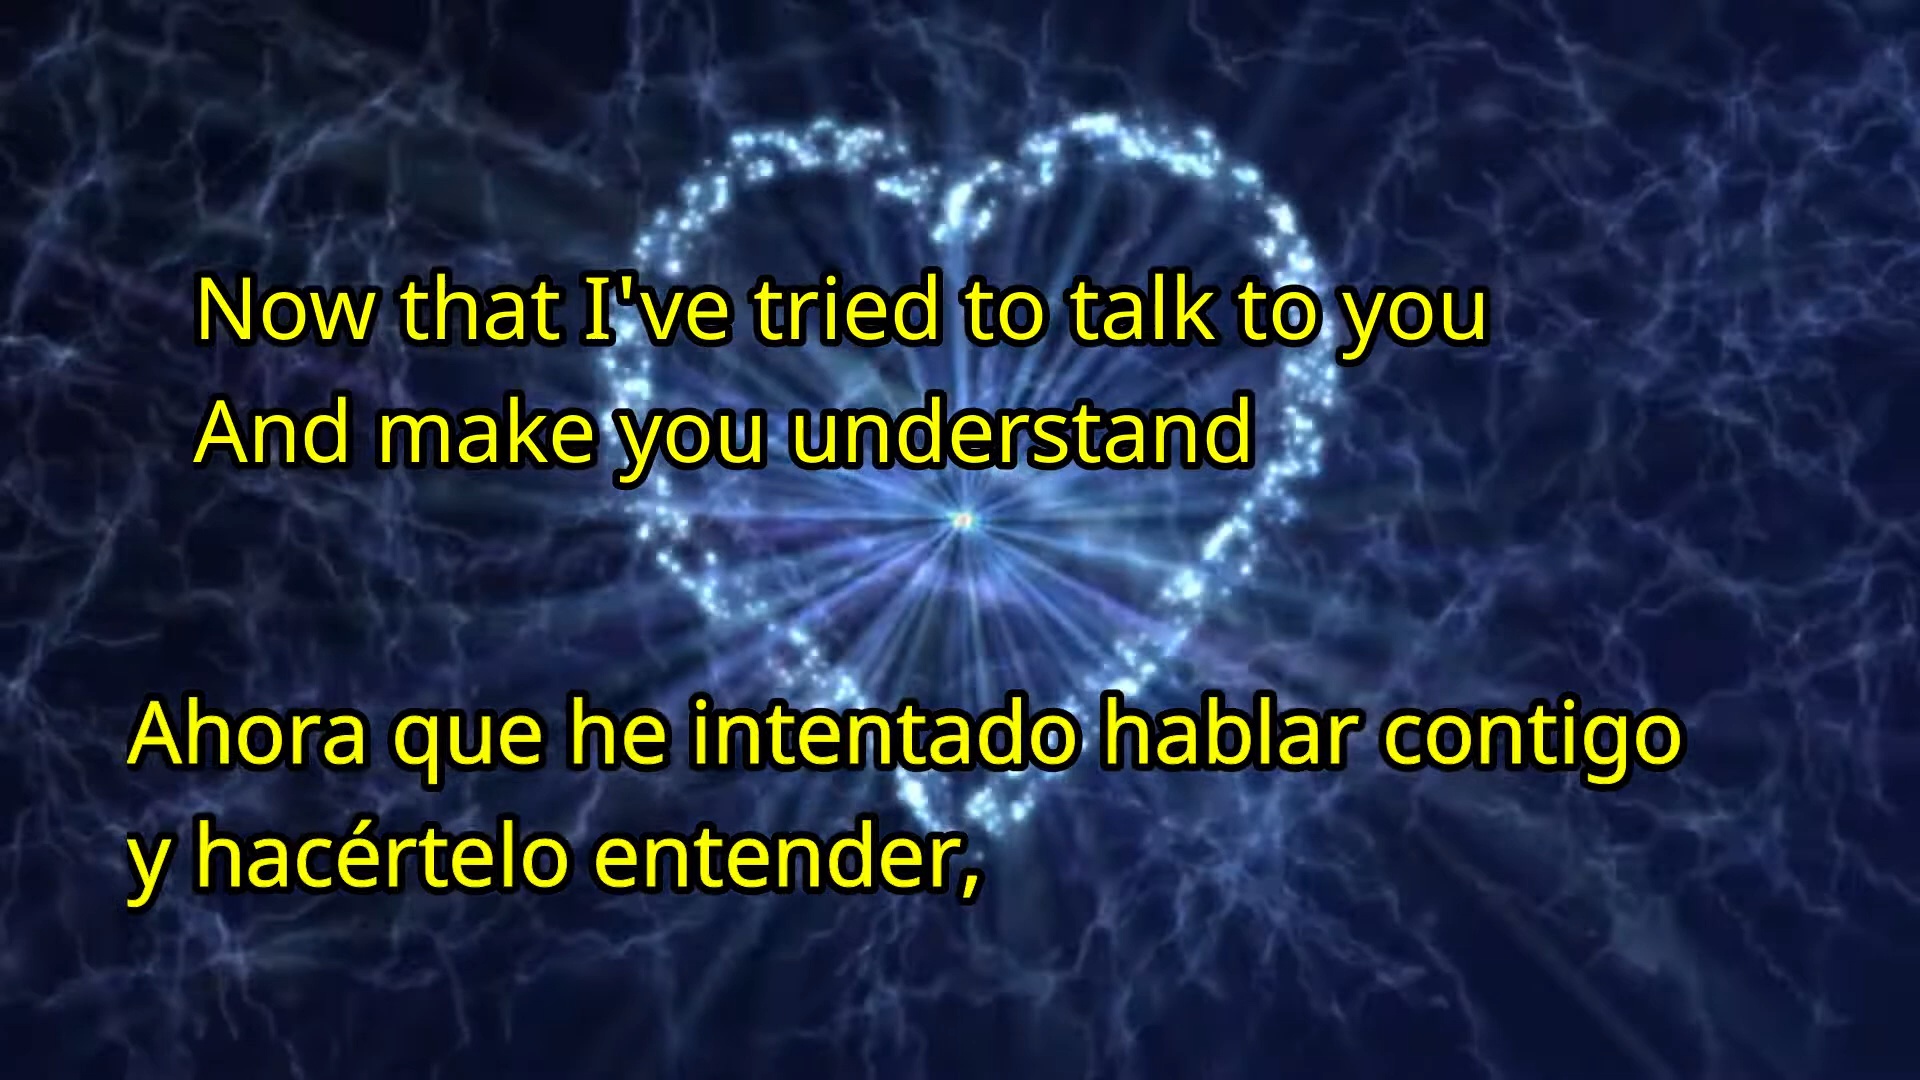 Now that I've tried to talk to you
And make you understand
Ahora que he intentado hablar contigo
y hacértelo entender,